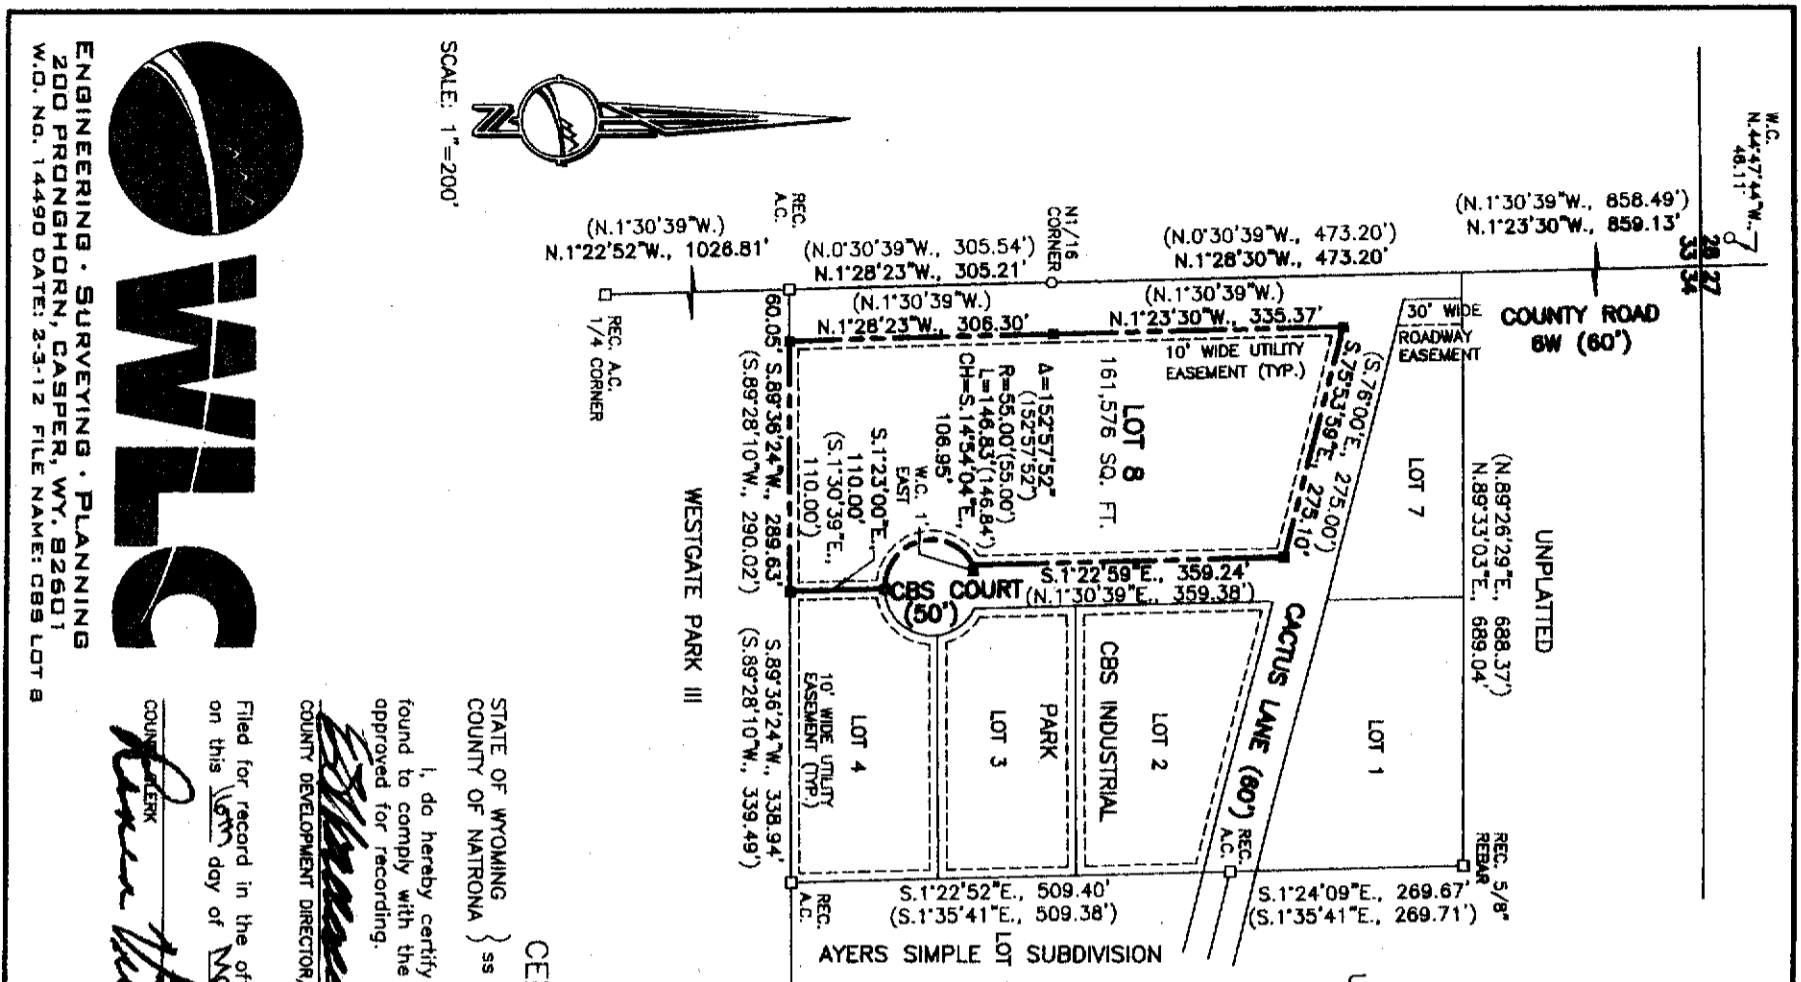 W.C.
N.44°47'44"W.,
46.11'
28 27
33 34
(N.1°30'39"W., 858.49')
N.1°23'30"W., 859.13'
COUNTY ROAD
6W (60')
30' WIDE
ROADWAY
EASEMENT
(N.0°30'39"W., 473.20')
N.1°28'30"W., 473.20'
N1/16
CORNER
(N.0°30'39"W., 305.54')
N.1°28'23"W., 305.21'
REC.
A.C.
(N.1°30'39"W.)
N.1°22'52"W., 1026.81'
REC. A.C.
1/4 CORNER
(N.1°30'39"W.)
N.1°28'23"W., 306.30'
(N.1°30'39"W.)
N.1°23'30"W., 335.37'
10' WIDE UTILITY
EASEMENT (TYP.)
(S.76°00'E., 275.00')
S.75°53'59"E., 275.10'
LOT 8
161,576 SQ. FT.
Δ=152°57'52"
(152°57'52")
R=55.00'(55.00')
L=146.83'(146.84')
CH=S.14°54'04"E.,
106.95'
W.C. 1'
EAST
S.1°23'00"E.,
110.00'
(S.1°30'39"E.,
110.00')
60.05'
S.89°36'24"W., 289.63'
(S.89°28'10"W., 290.02')
S.89°36'24"W., 338.94'
(S.89°28'10"W., 339.49')
WESTGATE PARK III
CBS COURT
(50')
S.1°22'59"E., 359.24'
(N.1°30'39"E., 359.38')
LOT 7
UNPLATTED
(N.89°26'29"E., 688.37')
N.89°33'03"E., 689.04'
CACTUS LANE (60')
LOT 1
LOT 2
CBS INDUSTRIAL
PARK
LOT 3
LOT 4
10' WIDE UTILITY
EASEMENT (TYP.)
REC. 5/8"
REBAR
REC.
A.C.
REC.
A.C.
S.1°22'52"E., 509.40'
(S.1°35'41"E., 509.38')
S.1°24'09"E., 269.67'
(S.1°35'41"E., 269.71')
AYERS SIMPLE LOT SUBDIVISION
N
SCALE: 1"=200'
WLC
ENGINEERING · SURVEYING · PLANNING
200 PRONGHORN, CASPER, WY. 82601
W.O. No. 14490 DATE: 2-3-12 FILE NAME: CBS LOT 8
STATE OF WYOMING
COUNTY OF NATRONA } ss
I, do hereby certify
found to comply with the
approved for recording.
COUNTY DEVELOPMENT DIRECTOR,
Filed for record in the of
on this 16th day of
COUNTY CLERK